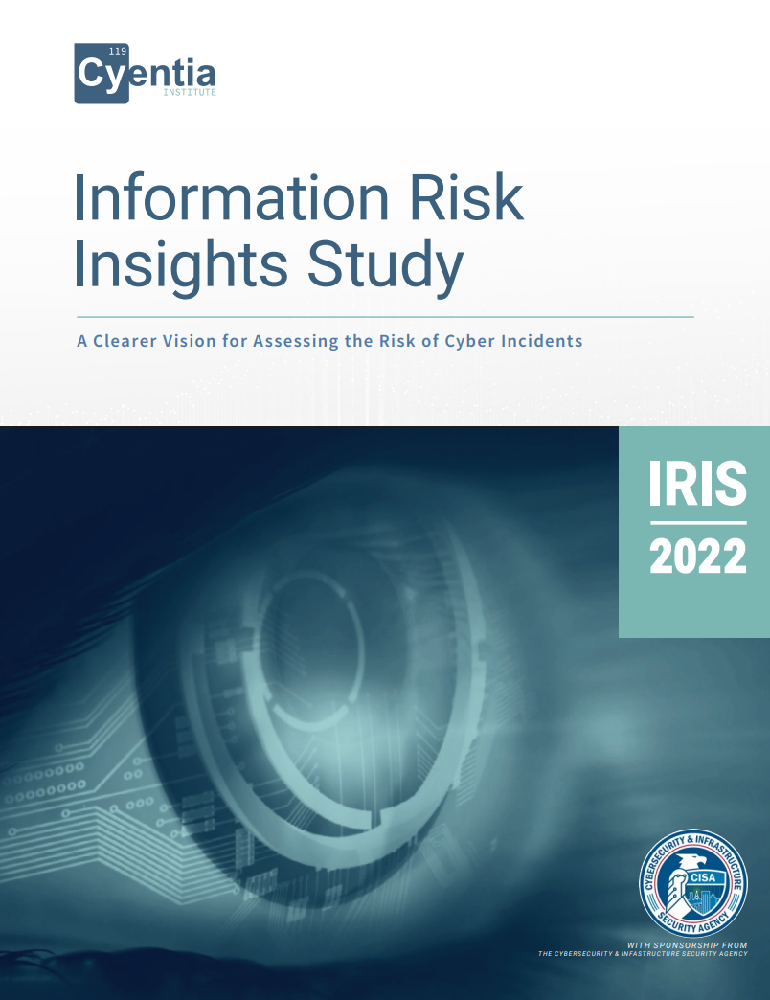 119
Cyentia
INSTITUTE
Information Risk
Insights Study
A Clearer Vision for Assessing the Risk of Cyber Incidents
IRIS
2022
CYBERSECURITY & INFRASTRUCTURE
CISA
SECURITY AGENCY
WITH SPONSORSHIP FROM
THE CYBERSECURITY & INFASTRUCTURE SECURITY AGENCY